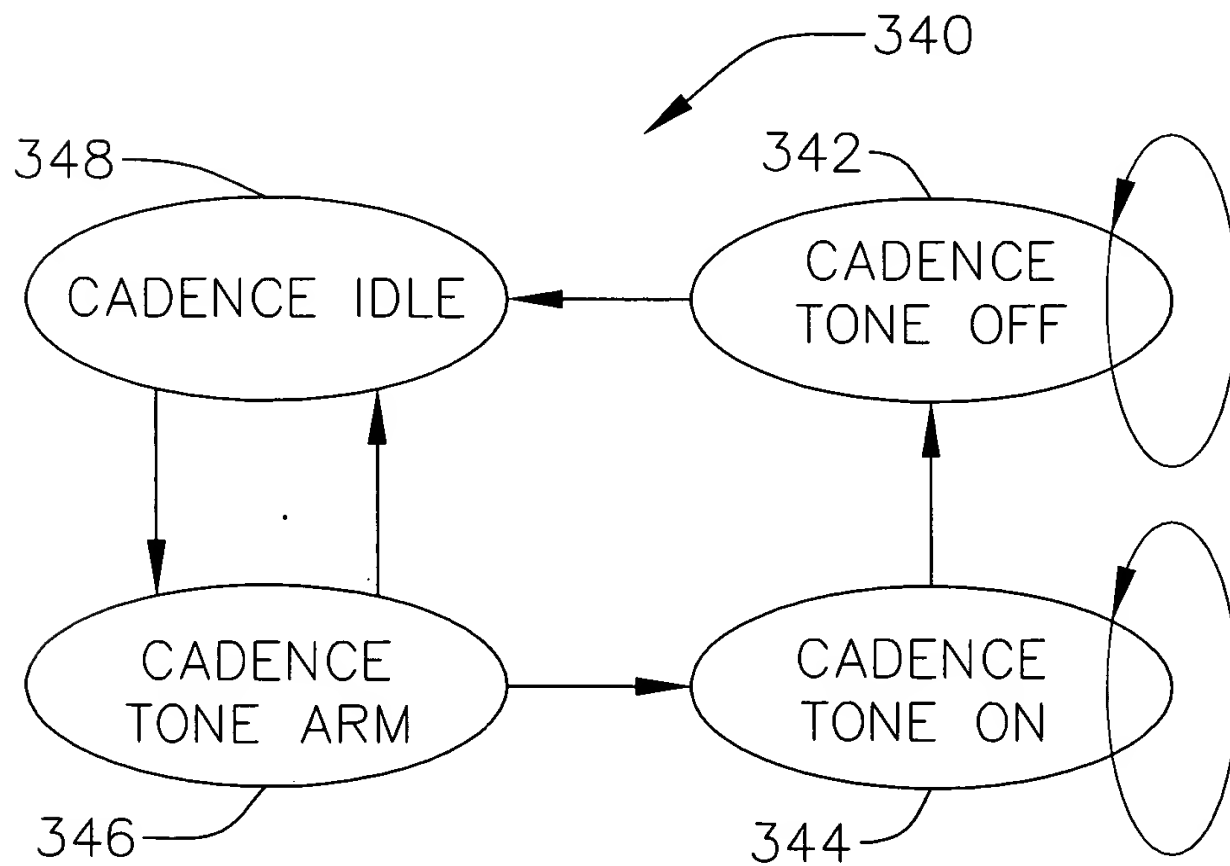 340
348
342
CADENCE IDLE
CADENCE
TONE OFF
CADENCE
TONE ARM
CADENCE
TONE ON
346
344